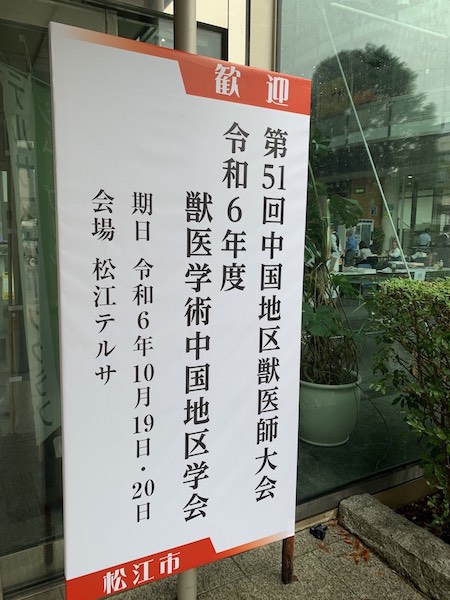 歓迎
第51回中国地区獣医師大会
令和6年度
獣医学術中国地区学会
期日 令和6年10月19日・20日
会場 松江テルサ
松江市